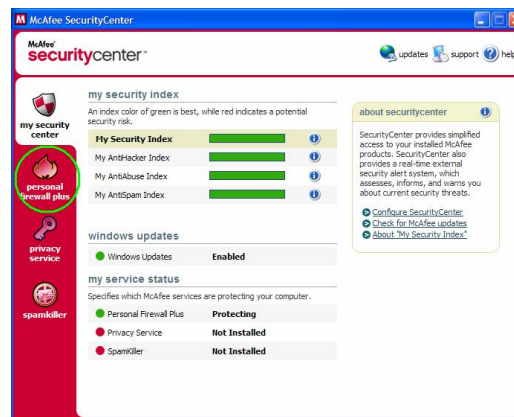 McAfee SecurityCenter
McAfee
securitycenter
updates
support
help
my security center
personal firewall plus
privacy service
spamkiller
my security index
An index color of green is best, while red indicates a potential
security risk.
My Security Index
My AntiHacker Index
My AntiAbuse Index
My AntiSpam Index
windows updates
Windows Updates Enabled
my service status
Specifies which McAfee services are protecting your computer.
Personal Firewall Plus Protecting
Privacy Service Not Installed
SpamKiller Not Installed
about securitycenter
SecurityCenter provides simplified
access to your installed McAfee
products. SecurityCenter also
provides a real-time external
security alert system, which
assesses, informs, and warns you
about current security threats.
Configure SecurityCenter
Check for McAfee updates
About "My Security Index"